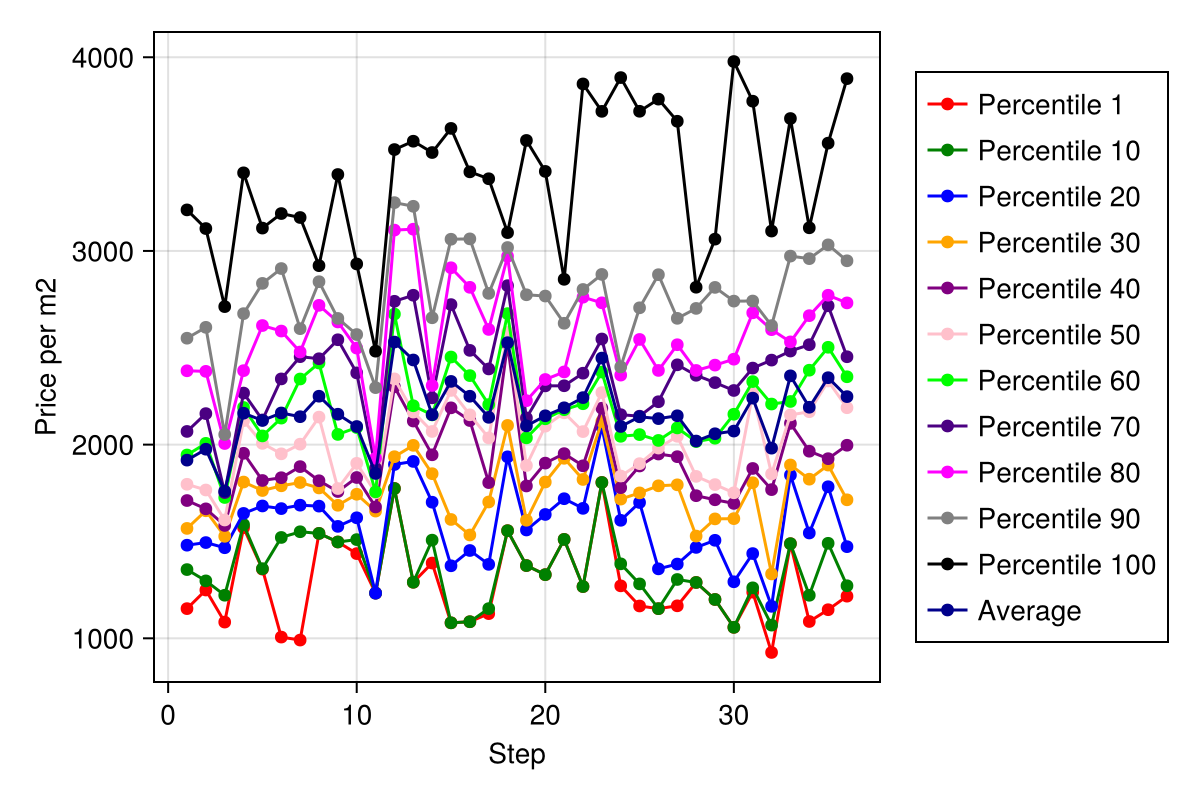 Price per m2
4000
3000
2000
1000
0
10
20
30
Step
Percentile 1
Percentile 10
Percentile 20
Percentile 30
Percentile 40
Percentile 50
Percentile 60
Percentile 70
Percentile 80
Percentile 90
Percentile 100
Average